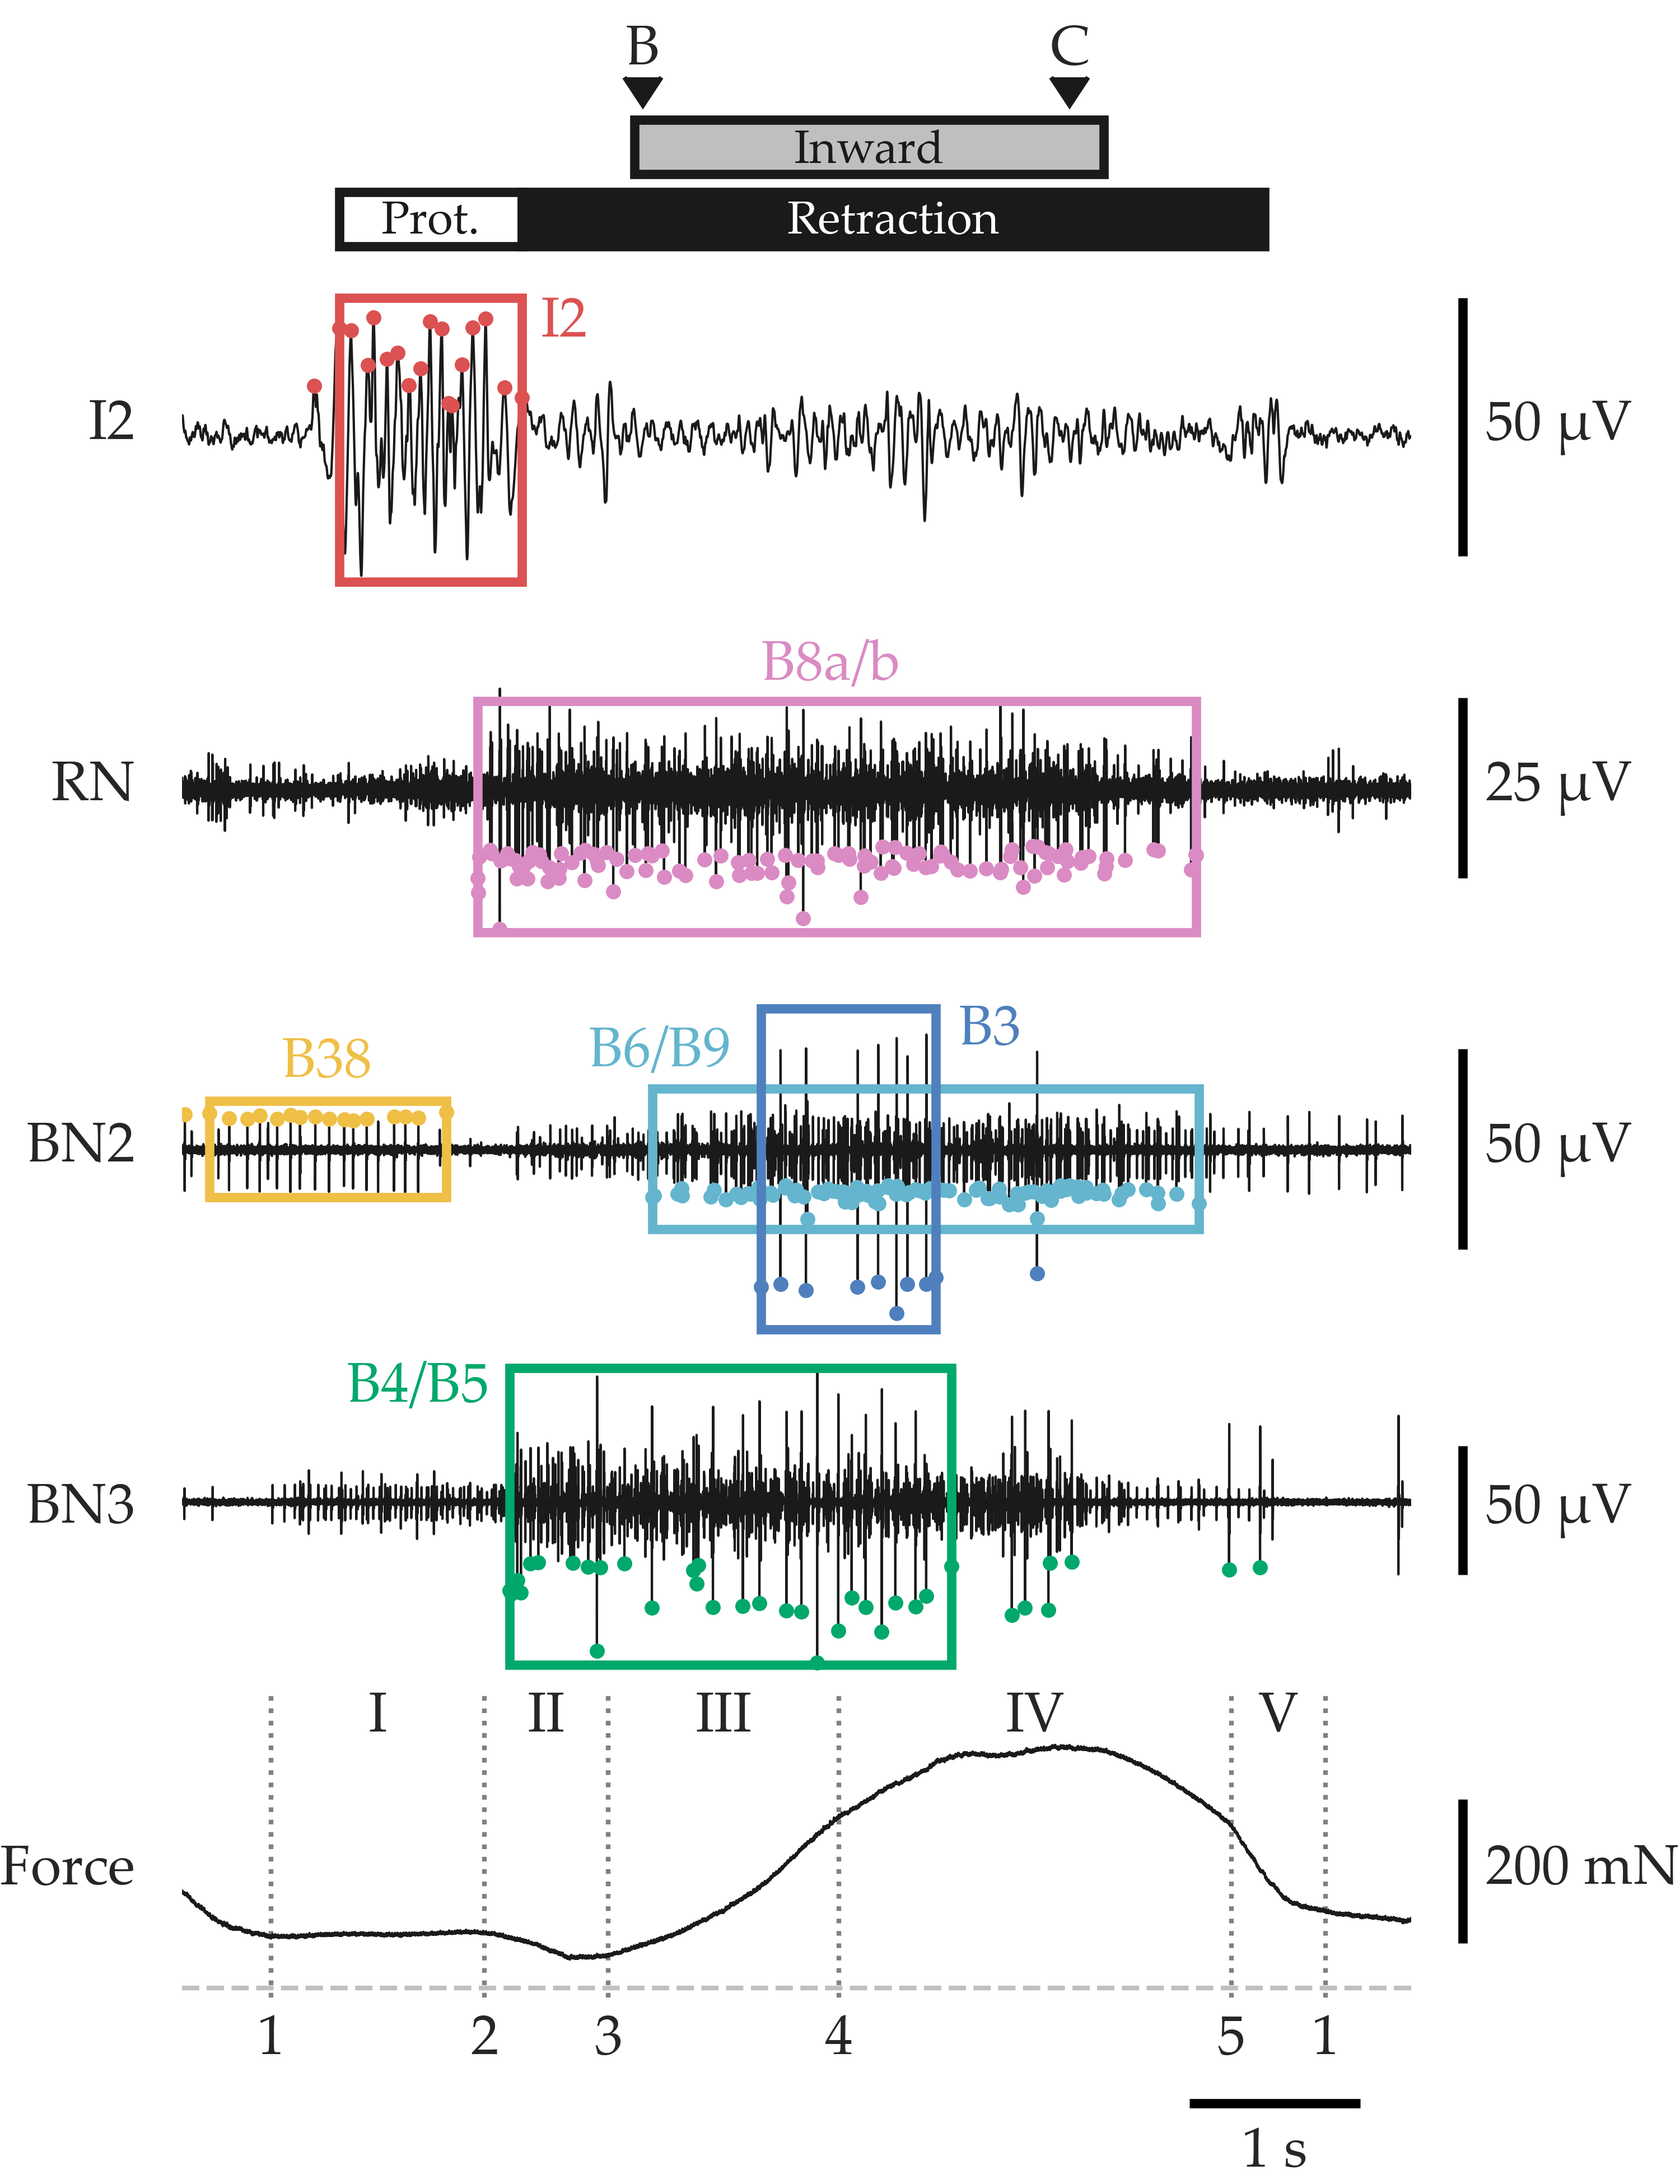 B C
Inward
Prot. Retraction
I2
I2 50 μV
B8a/b
RN 25 μV
B3
B6/B9
B38
BN2 50 μV
B4/B5
BN3 50 μV
I II III IV V
Force 200 mN
1 2 3 4 5 1
1 s